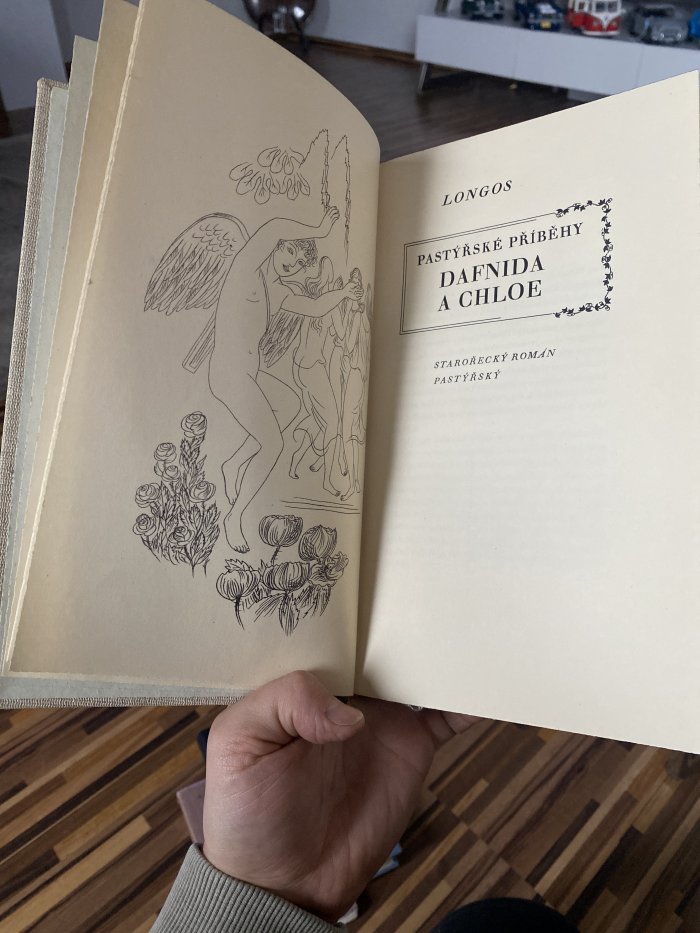 LONGOS
PASTÝŘSKÉ PŘÍBĚHY
DAFNIDA
A CHLOE
STAROŘECKÝ ROMÁN
PASTÝŘSKÝ